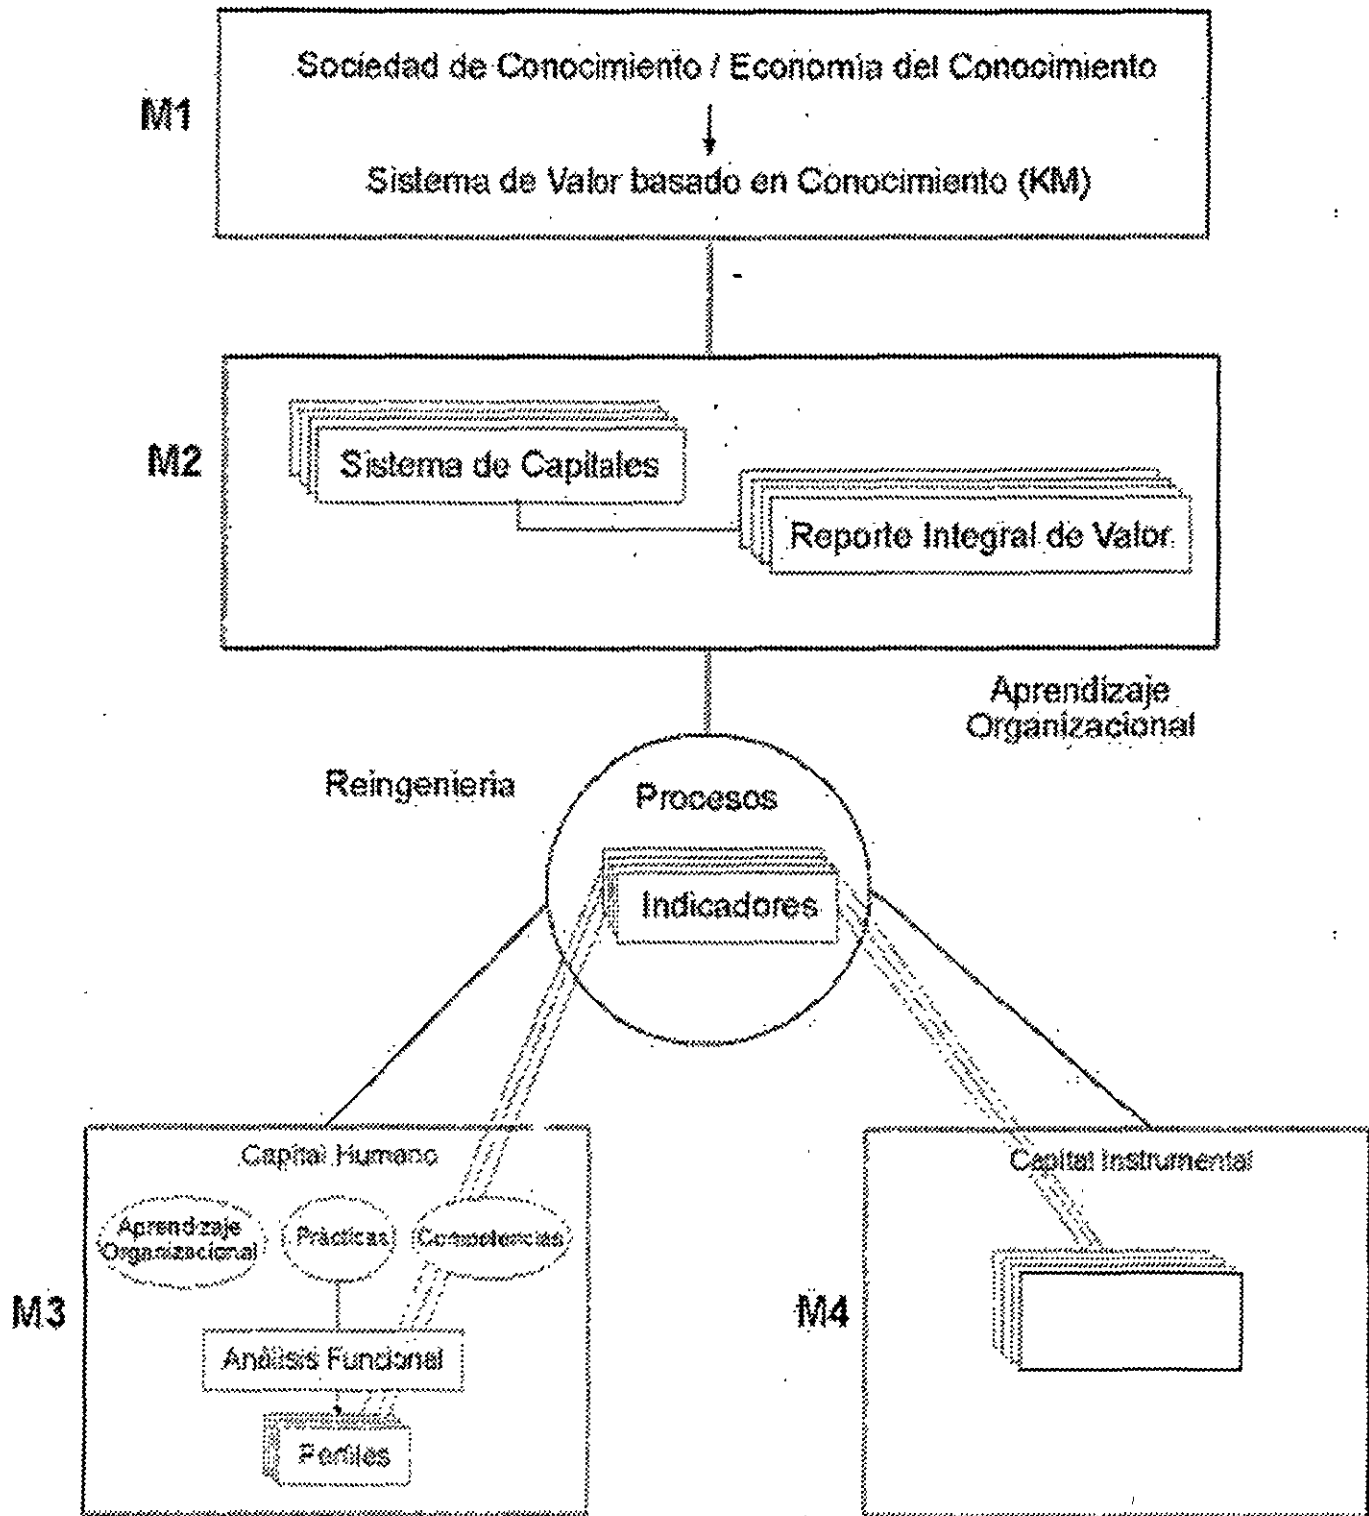 Sociedad de Conocimiento / Economía del Conocimiento
M1
Sistema de Valor basado en Conocimiento (KM)
M2
Sistema de Capitales
Reporte Integral de Valor
Aprendizaje
Organizacional
Reingenieria
Procesos
Indicadores
Capital Humano
Capital Instrumental
Aprendizaje
Organizacional
Prácticas
Competencias
M3
M4
Análisis Funcional
Perfiles